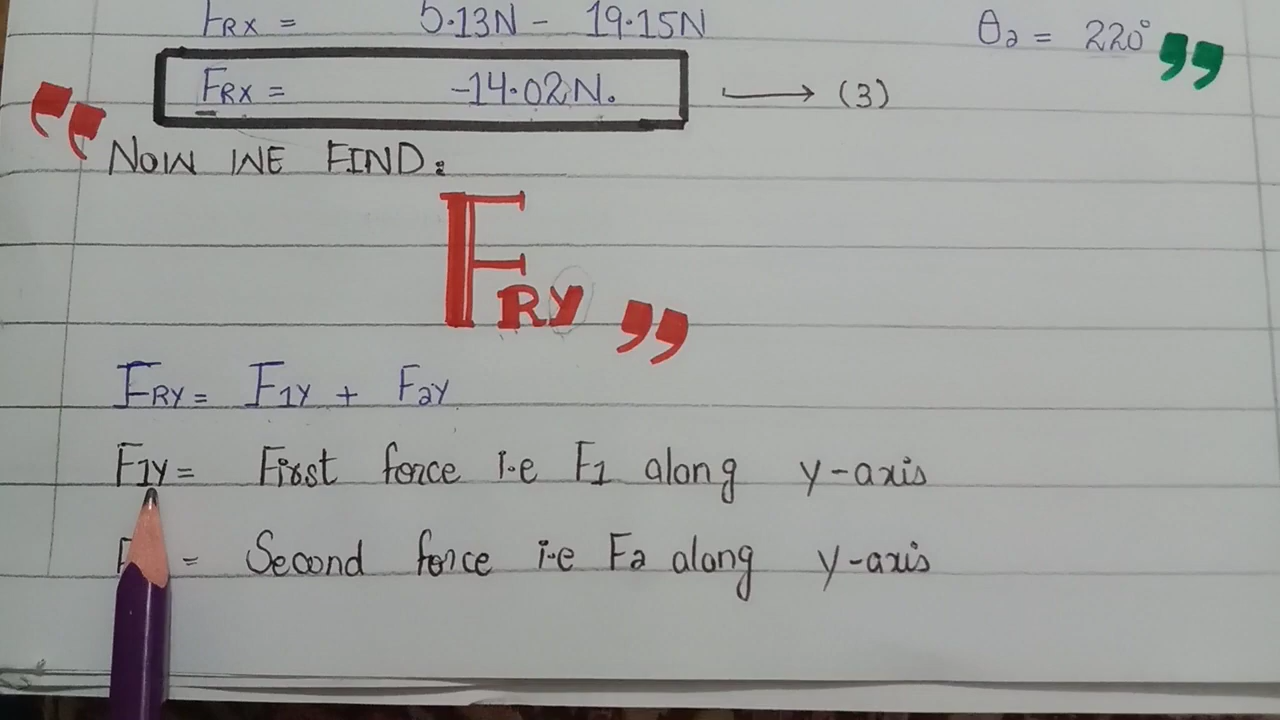 FRX = 5.13N - 19.15N
θ2 = 220°
FRX = -14.02N. → (3)
NOW WE FIND:
“FRY”
FRY = F1Y + F2Y
F1Y = First force i.e F1 along y-axis
= Second force i.e F2 along y-axis